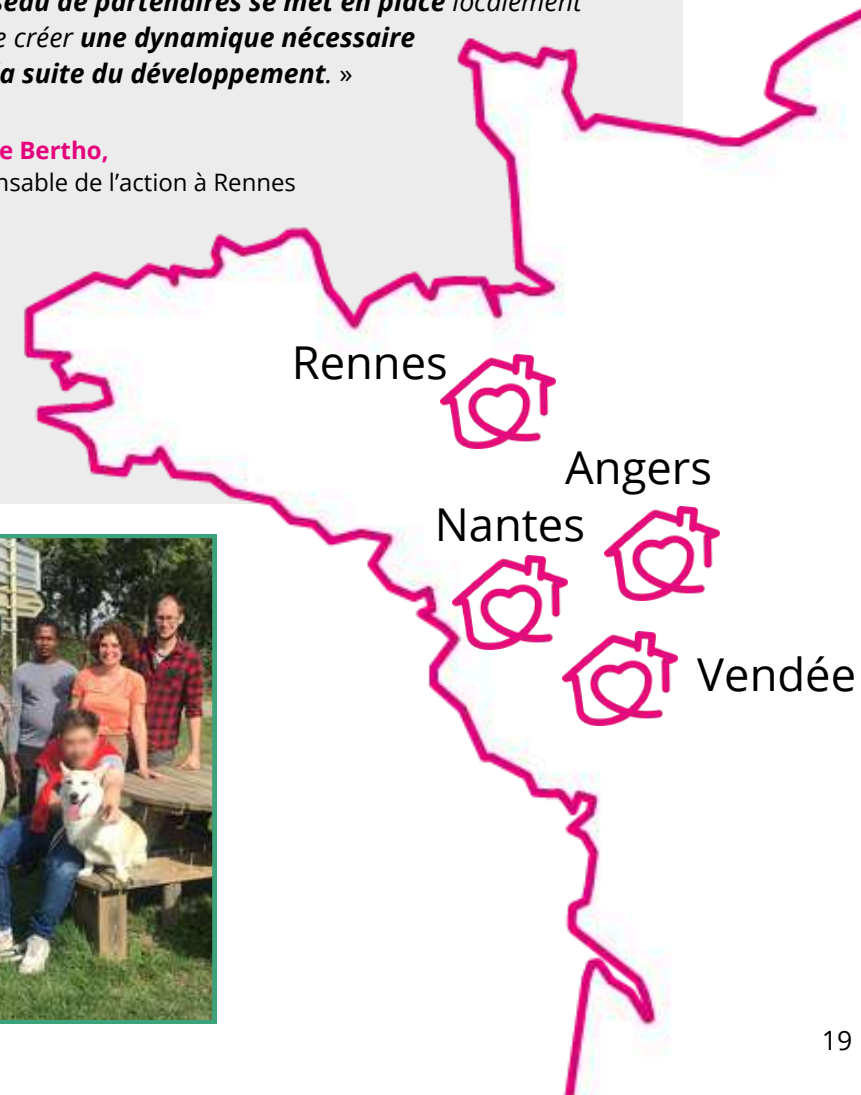 seau de partenaires se met en place localement
e créer une dynamique nécessaire
la suite du développement. »
e Bertho,
nsable de l’action à Rennes
Rennes
Angers
Nantes
Vendée
19